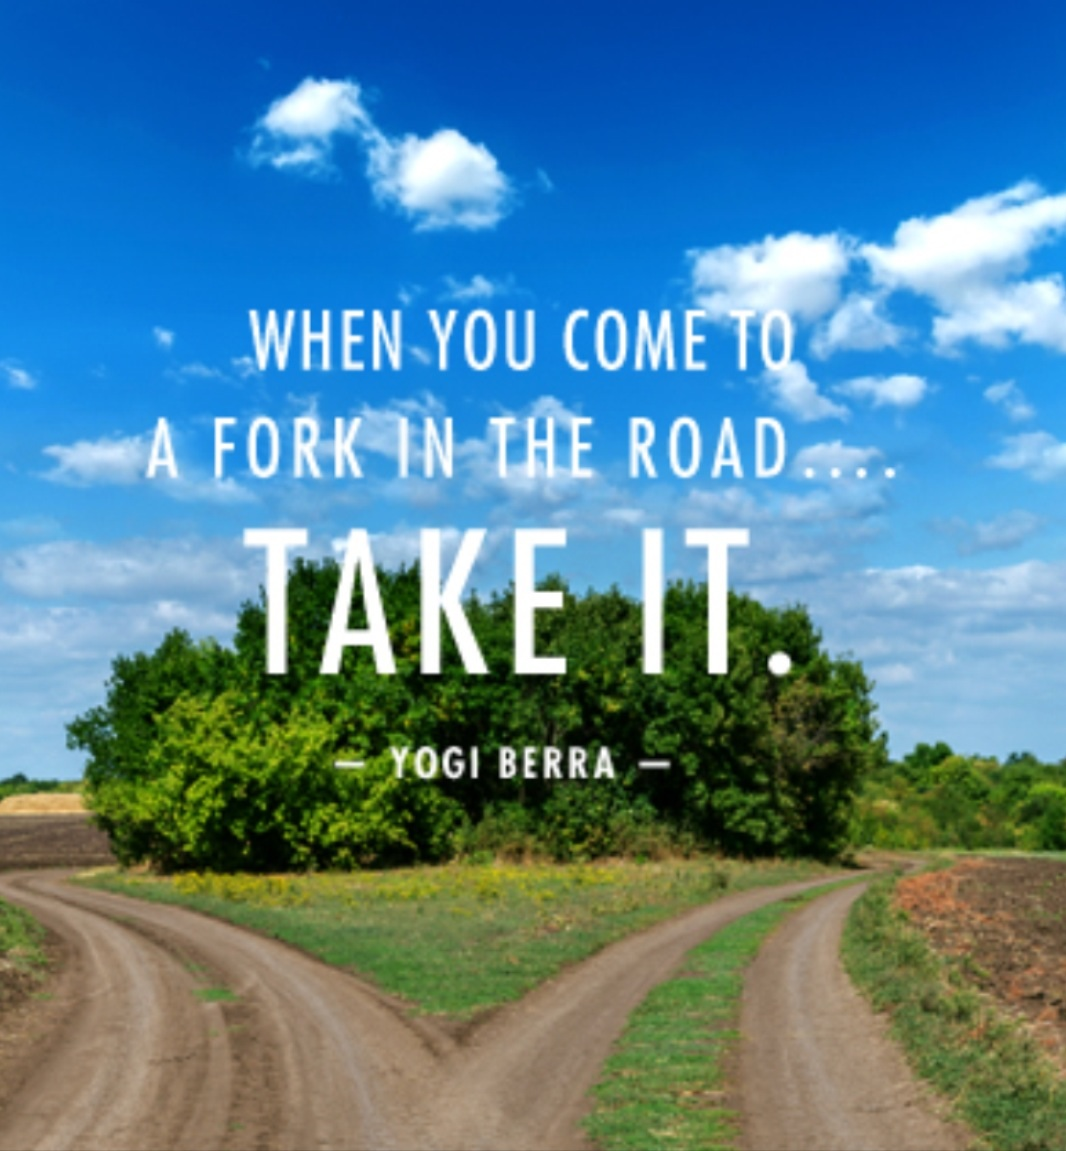 WHEN YOU COME TO
A FORK IN THE ROAD....
TAKE IT.
— YOGI BERRA —